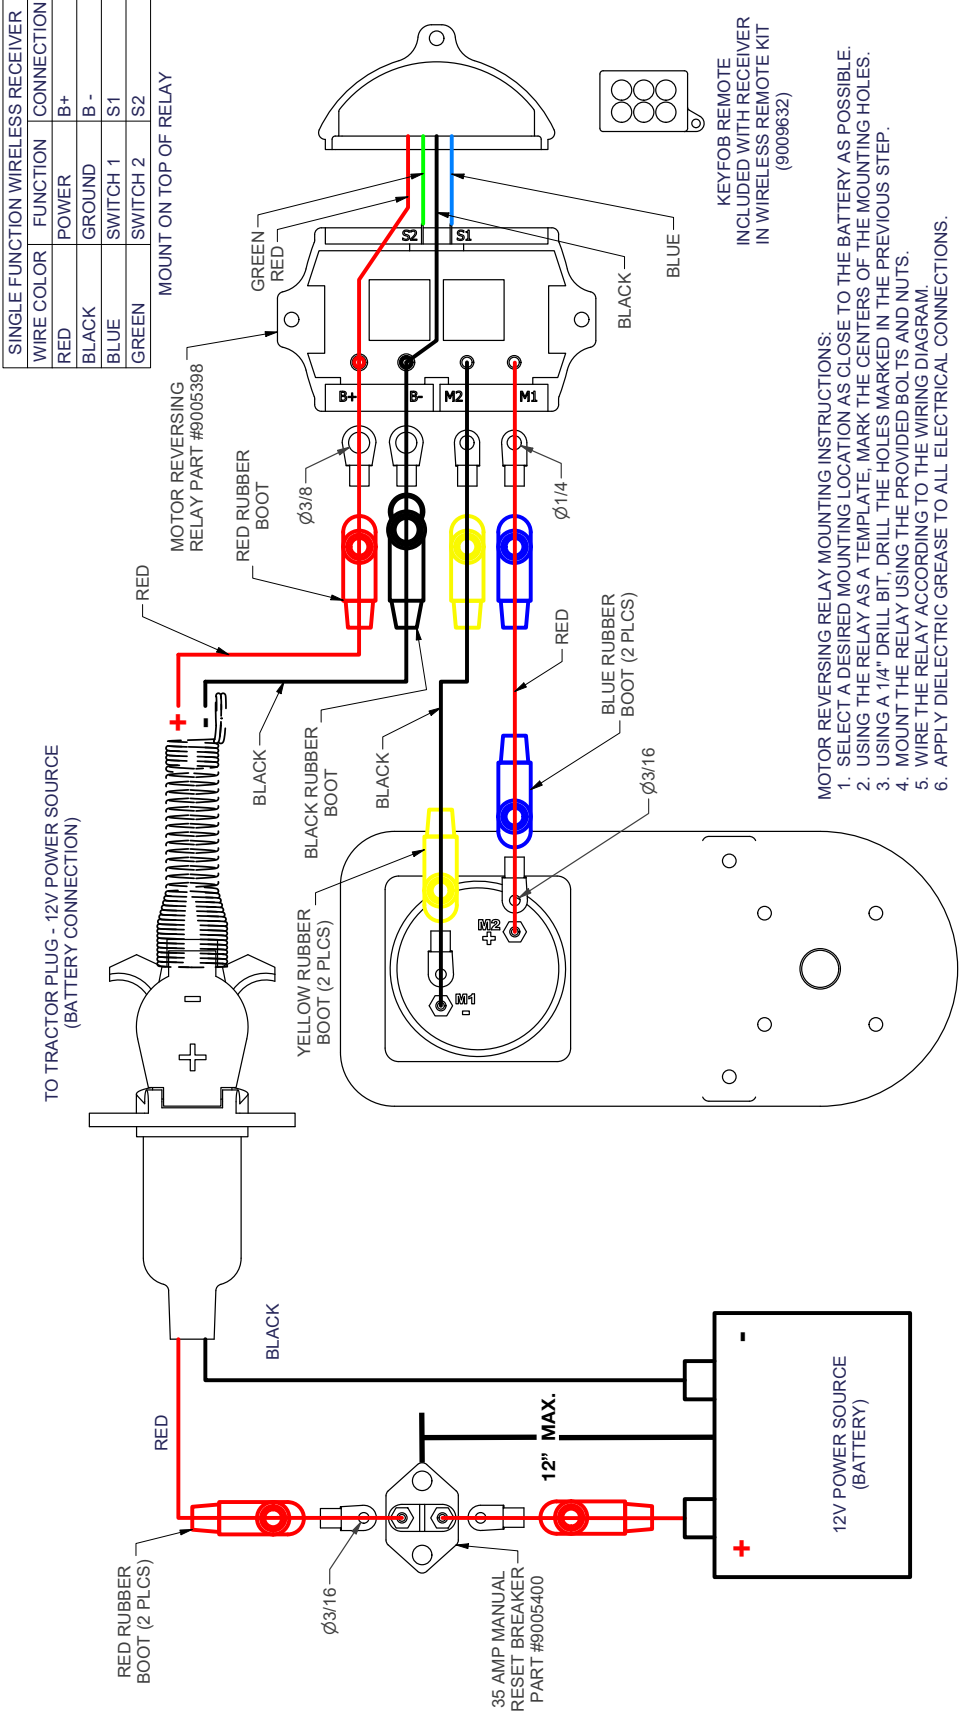 SINGLE FUNCTION WIRELESS RECEIVER
WIRE COLOR FUNCTION CONNECTION
RED POWER B+
BLACK GROUND B -
BLUE SWITCH 1 S1
GREEN SWITCH 2 S2
MOUNT ON TOP OF RELAY
TO TRACTOR PLUG - 12V POWER SOURCE
(BATTERY CONNECTION)
RED RUBBER
BOOT (2 PLCS)
RED
BLACK
Ø3/16
35 AMP MANUAL
RESET BREAKER
PART #9005400
12" MAX.
+
-
12V POWER SOURCE
(BATTERY)
+
-
+
-
RED
BLACK
MOTOR REVERSING
RELAY PART #9005398
RED RUBBER
BOOT
Ø3/8
BLACK RUBBER
BOOT
BLACK
YELLOW RUBBER
BOOT (2 PLCS)
RED
BLUE RUBBER
BOOT (2 PLCS)
Ø1/4
Ø3/16
M1
-
M2
+
B+
B-
M2
M1
S2
S1
GREEN
RED
BLACK
BLUE
KEYFOB REMOTE
INCLUDED WITH RECEIVER
IN WIRELESS REMOTE KIT
(9009632)
MOTOR REVERSING RELAY MOUNTING INSTRUCTIONS:
1. SELECT A DESIRED MOUNTING LOCATION AS CLOSE TO THE BATTERY AS POSSIBLE.
2. USING THE RELAY AS A TEMPLATE, MARK THE CENTERS OF THE MOUNTING HOLES.
3. USING A 1/4" DRILL BIT, DRILL THE HOLES MARKED IN THE PREVIOUS STEP.
4. MOUNT THE RELAY USING THE PROVIDED BOLTS AND NUTS.
5. WIRE THE RELAY ACCORDING TO THE WIRING DIAGRAM.
6. APPLY DIELECTRIC GREASE TO ALL ELECTRICAL CONNECTIONS.